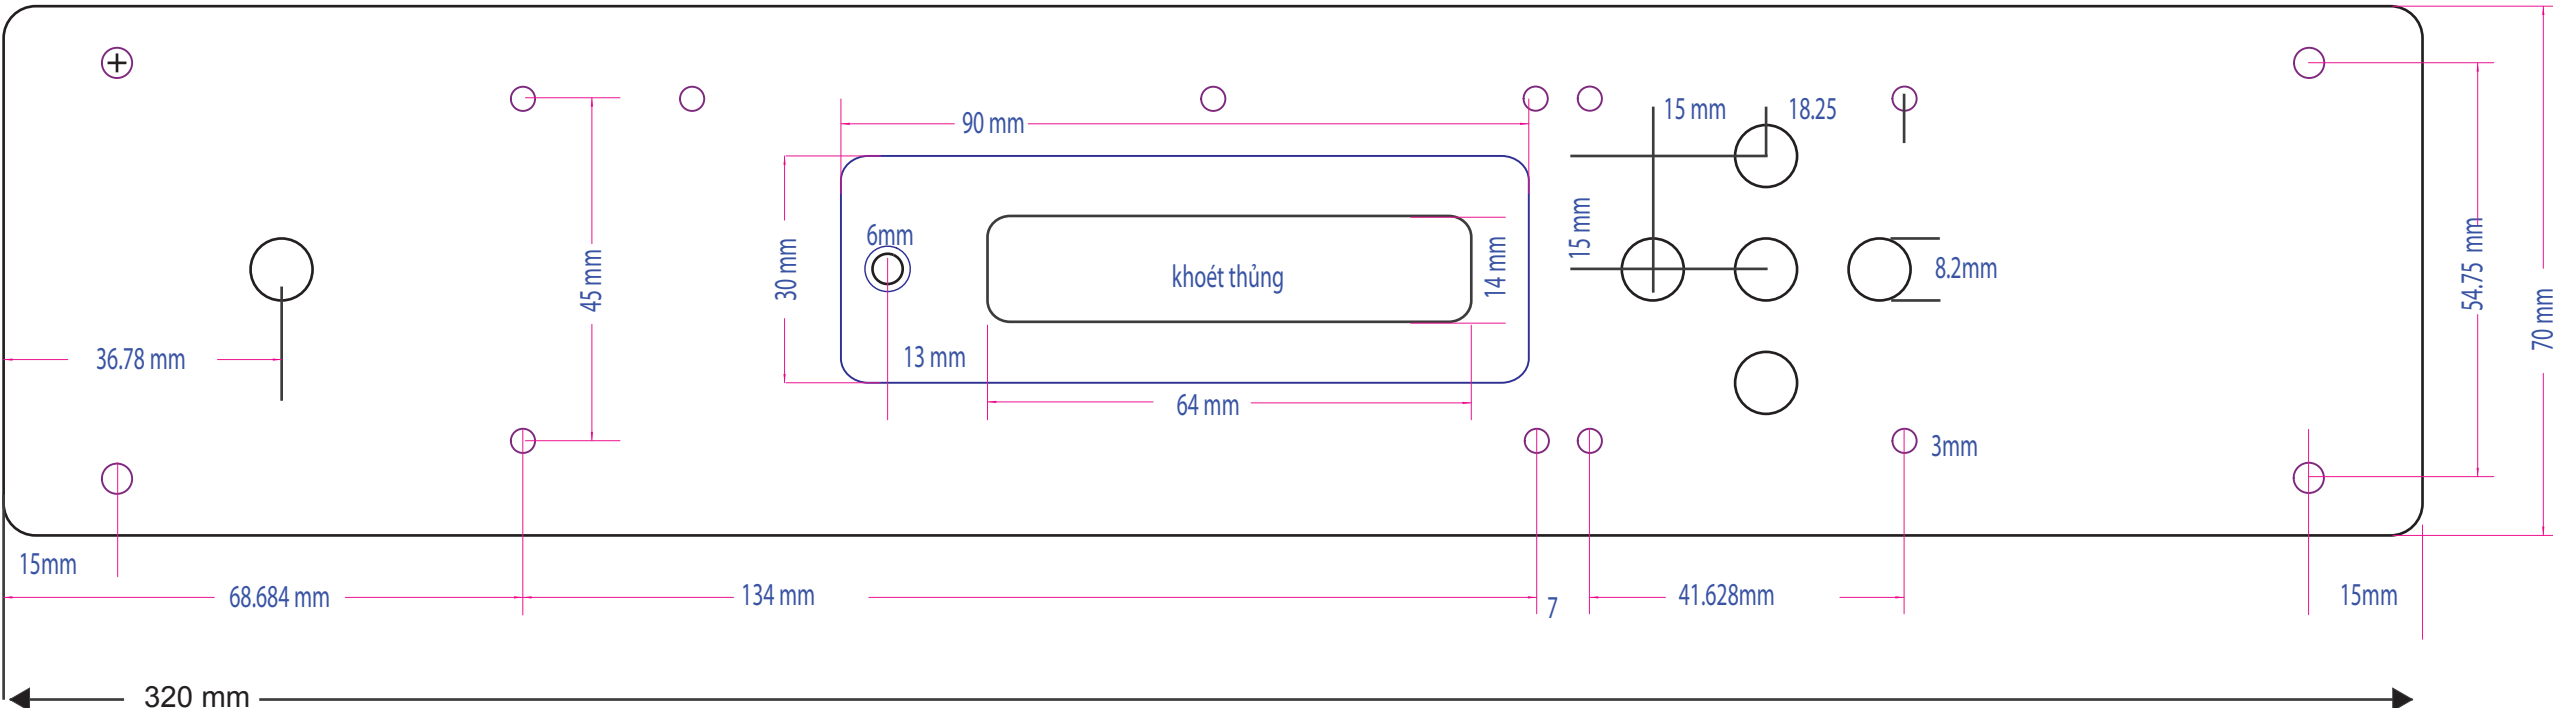 90 mm
15 mm
18.25
6mm
30 mm
45 mm
khoét thủng
14 mm
15 mm
8.2mm
54.75 mm
70 mm
36.78 mm
13 mm
64 mm
3mm
15mm
68.684 mm
134 mm
7
41.628mm
15mm
320 mm